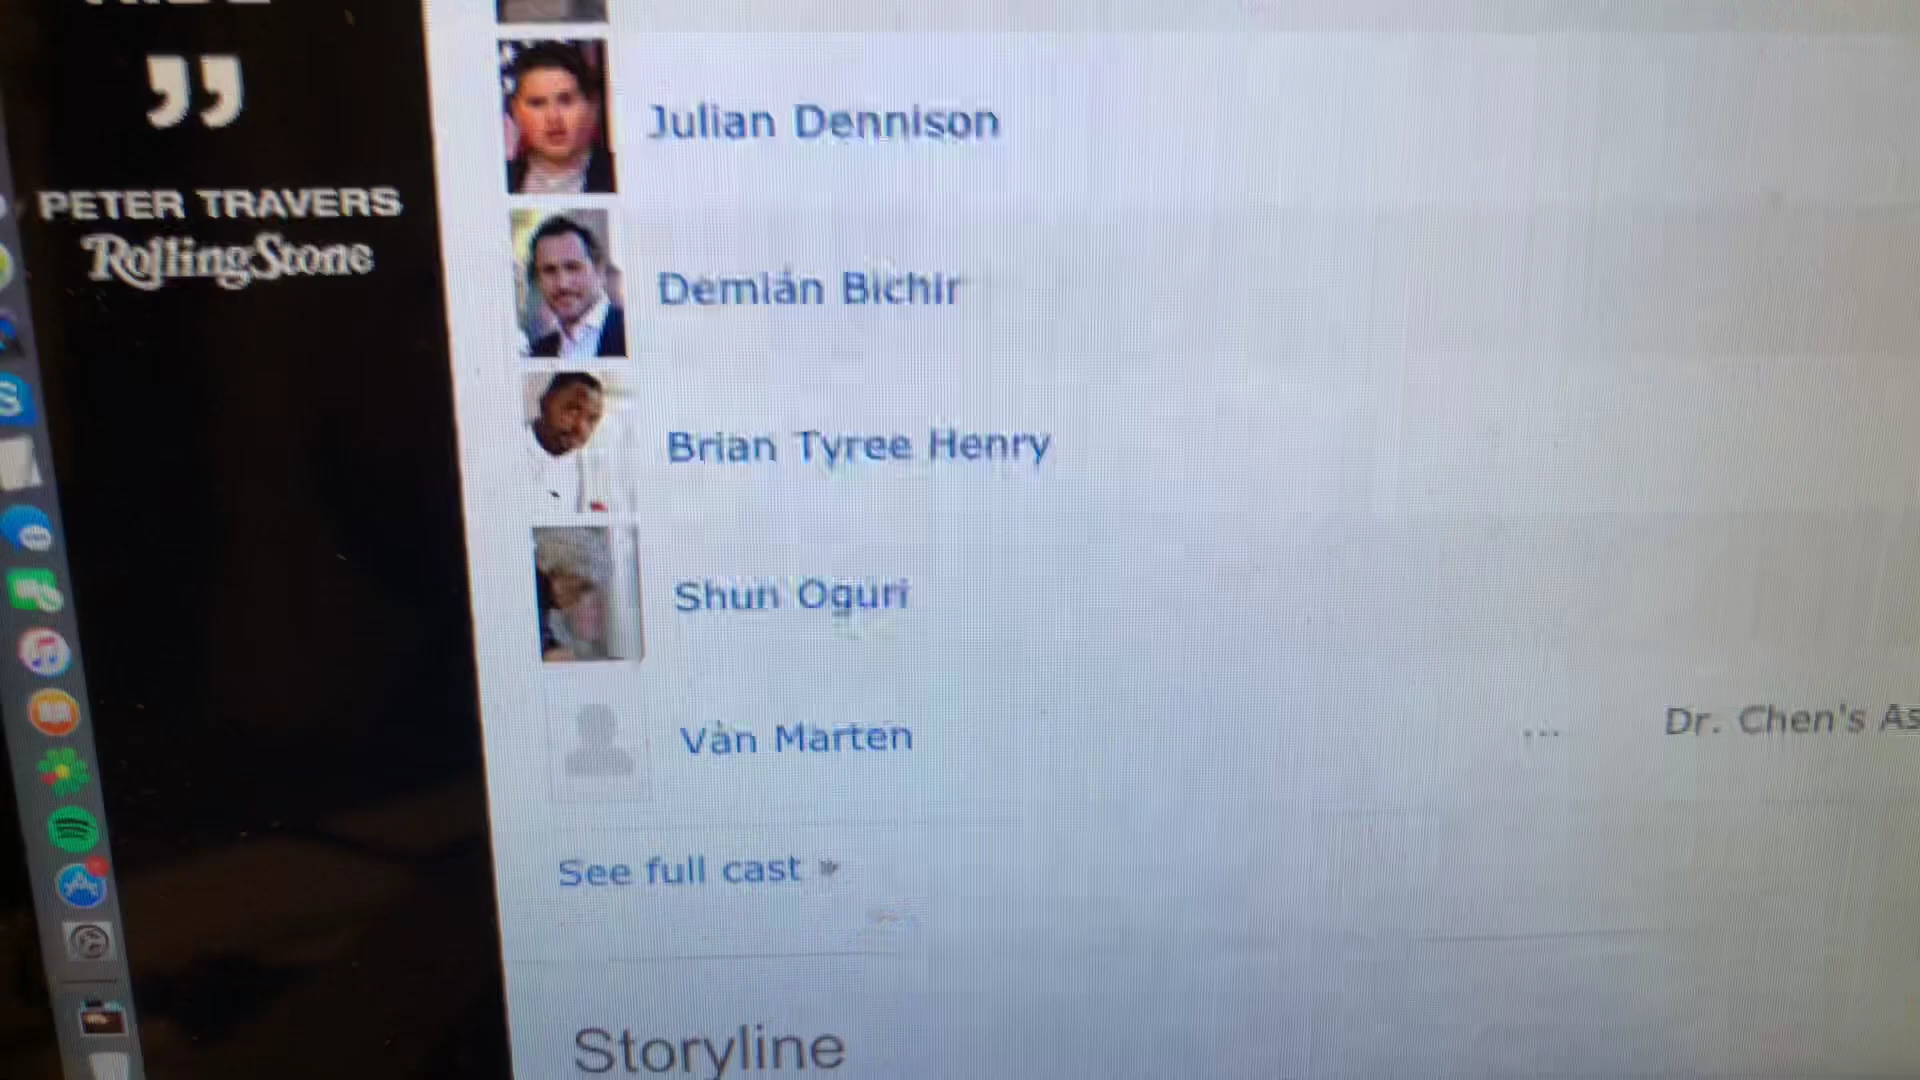 ”
PETER TRAVERS
RollingStone
Julian Dennison
Demián Bichir
Brian Tyree Henry
Shun Oguri
Van Marten
... Dr. Chen's As
See full cast »
Storyline